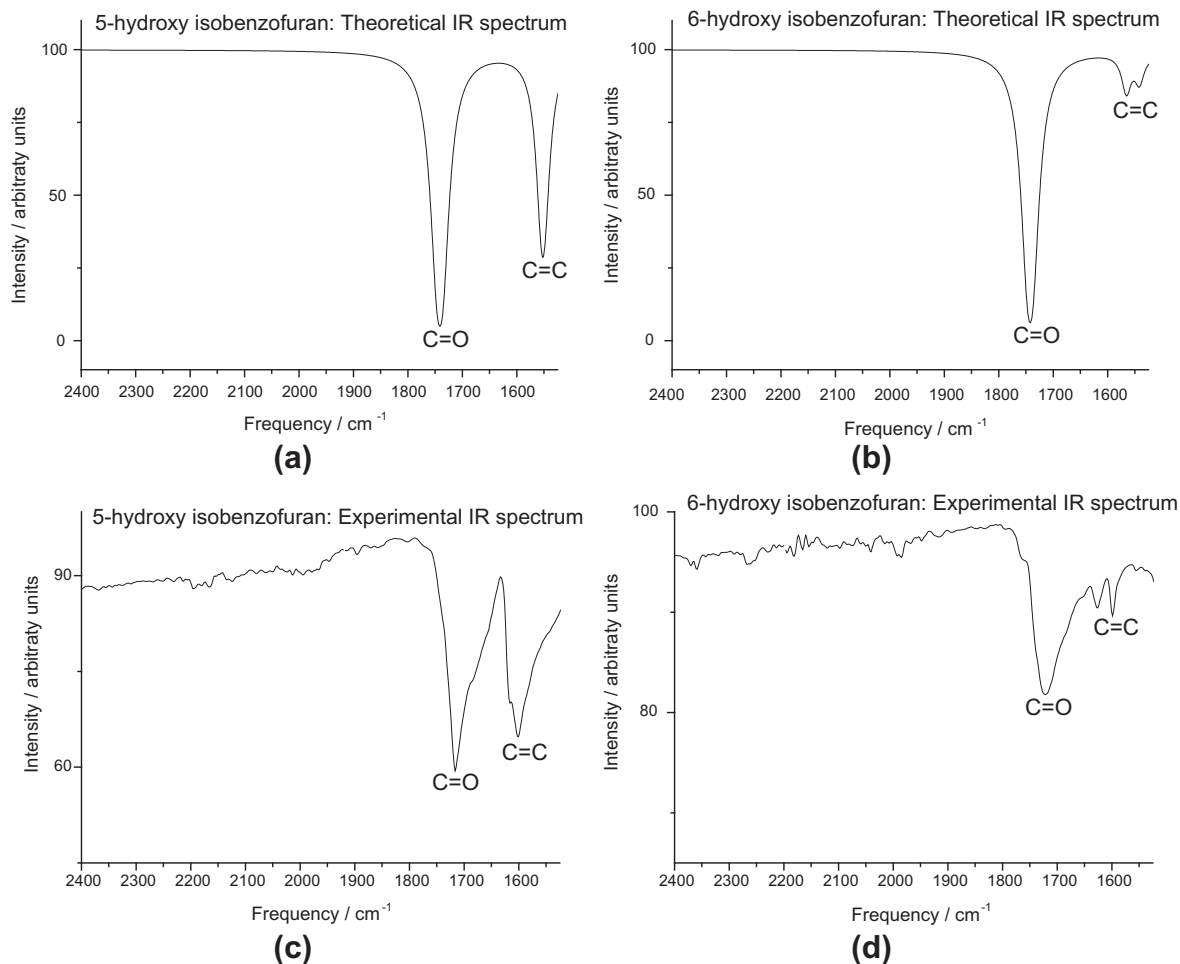 5-hydroxy isobenzofuran: Theoretical IR spectrum
100
50
0
Intensity / arbitraty units
C=O
C=C
2400 2300 2200 2100 2000 1900 1800 1700 1600
Frequency / cm -1
(a)
6-hydroxy isobenzofuran: Theoretical IR spectrum
100
50
0
Intensity / arbitraty units
C=O
C=C
2400 2300 2200 2100 2000 1900 1800 1700 1600
Frequency / cm -1
(b)
5-hydroxy isobenzofuran: Experimental IR spectrum
90
60
Intensity / arbitraty units
C=O
C=C
2400 2300 2200 2100 2000 1900 1800 1700 1600
Frequency / cm-1
(c)
6-hydroxy isobenzofuran: Experimental IR spectrum
100
80
Intensity / arbitraty units
C=O
C=C
2400 2300 2200 2100 2000 1900 1800 1700 1600
Frequency / cm-1
(d)